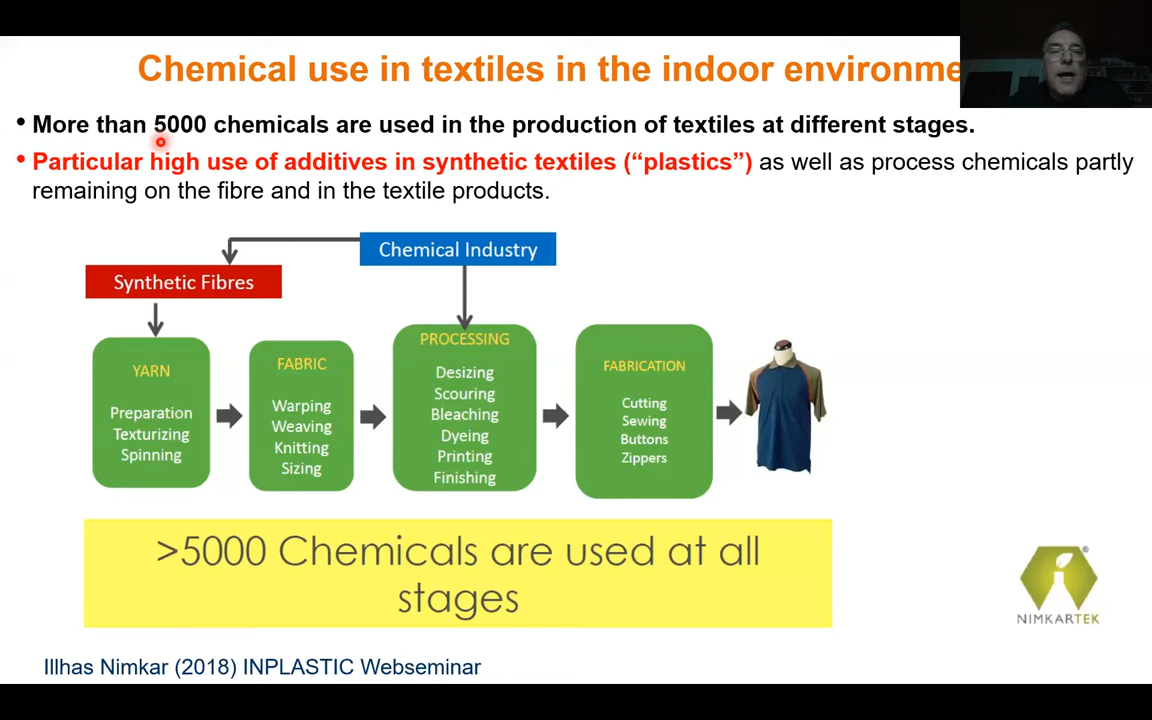 Chemical use in textiles in the indoor environme
• More than 5000 chemicals are used in the production of textiles at different stages.
• Particular high use of additives in synthetic textiles (“plastics”) as well as process chemicals partly
remaining on the fibre and in the textile products.
Chemical Industry
Synthetic Fibres
YARN
Preparation
Texturizing
Spinning
FABRIC
Warping
Weaving
Knitting
Sizing
PROCESSING
Desizing
Scouring
Bleaching
Dyeing
Printing
Finishing
FABRICATION
Cutting
Sewing
Buttons
Zippers
>5000 Chemicals are used at all
stages
®
NIMKARTEK
Illhas Nimkar (2018) INPLASTIC Webseminar